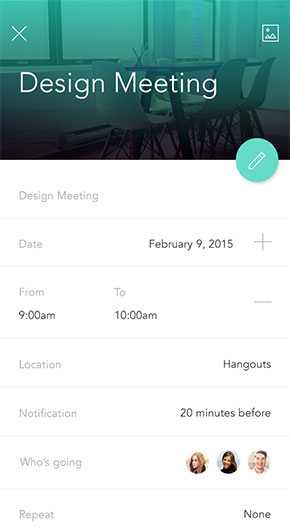 Design Meeting
Design Meeting
Date February 9, 2015
From To
9:00am 10:00am
Location Hangouts
Notification 20 minutes before
Who's going
Repeat None